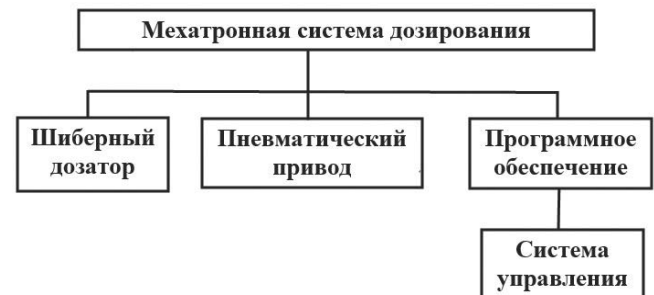 Мехатронная система дозирования
Шиберный
дозатор
Пневматический
привод
Программное
обеспечение
Система
управления